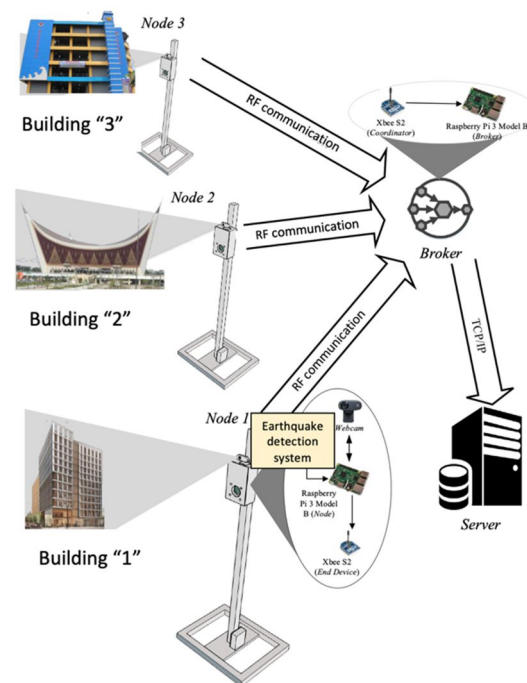 Node 3
Building “3”
RF communication
Xbee S2
(Coordinator)
Raspberry Pi 3 Model B
(Broker)
Node 2
Building “2”
RF communication
Broker
TCP/IP
Node 1
RF communication
Earthquake
detection
system
Webcam
Raspberry
Pi 3 Model
B (Node)
Xbee S2
(End Device)
Building “1”
Server